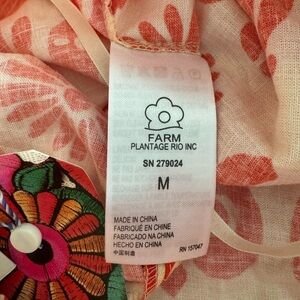 FARM
PLANTAGE RIO INC
SN 279024
M
MADE IN CHINA
FABRIQUÉ EN CHINE
FABRICADO NA CHINA
HECHO EN CHINA
中国制造
RN 157047